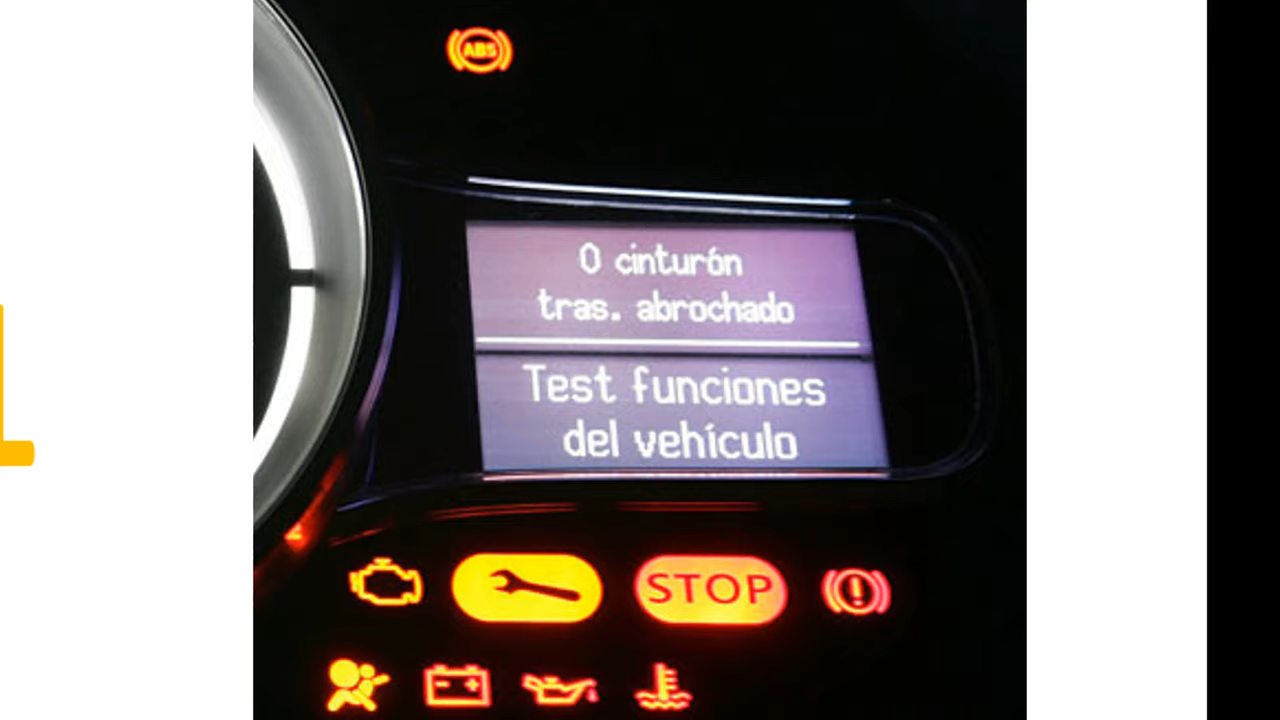 ABS
0 cinturón
tras. abrochado
Test funciones
del vehículo
STOP